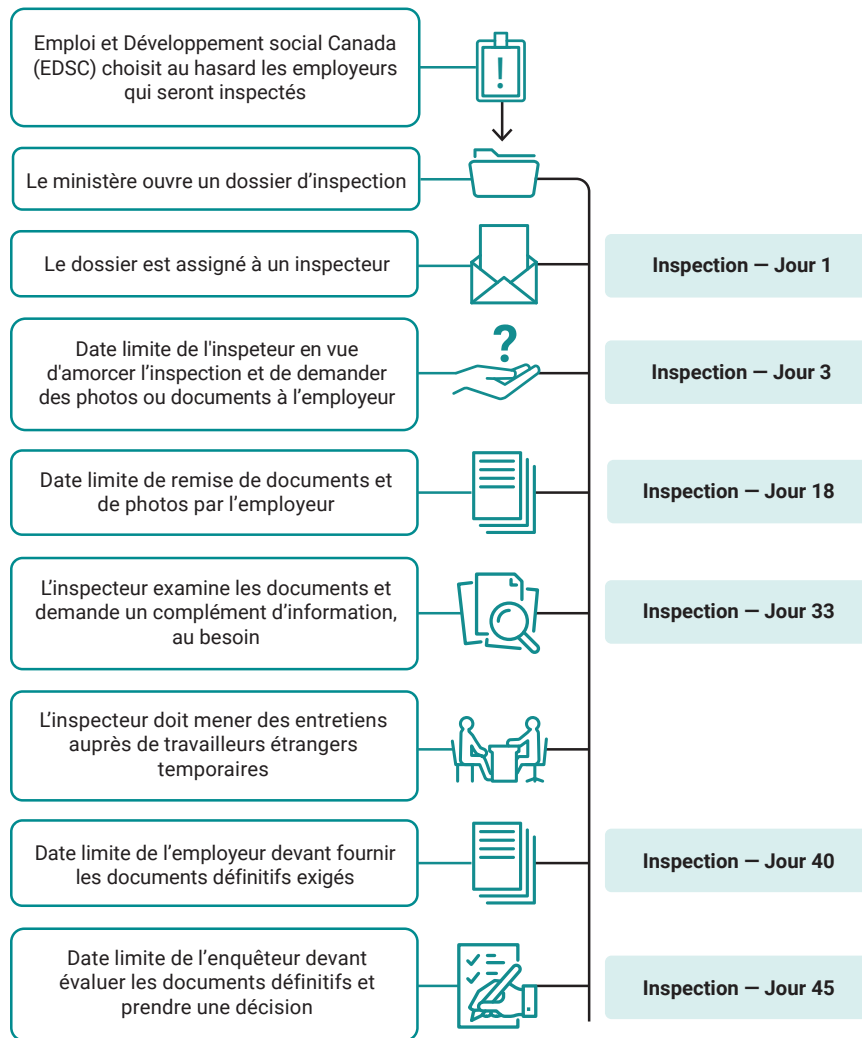 Emploi et Développement social Canada
(EDSC) choisit au hasard les employeurs
qui seront inspectés
!
Le ministère ouvre un dossier d’inspection
Le dossier est assigné à un inspecteur
Inspection — Jour 1
?
Date limite de l'inspeteur en vue
d'amorcer l’inspection et de demander
des photos ou documents à l’employeur
Inspection — Jour 3
Date limite de remise de documents et
de photos par l’employeur
Inspection — Jour 18
L’inspecteur examine les documents et
demande un complément d’information,
au besoin
Inspection — Jour 33
L’inspecteur doit mener des entretiens
auprès de travailleurs étrangers
temporaires
Date limite de l’employeur devant fournir
les documents définitifs exigés
Inspection — Jour 40
Date limite de l’enquêteur devant
évaluer les documents définitifs et
prendre une décision
Inspection — Jour 45